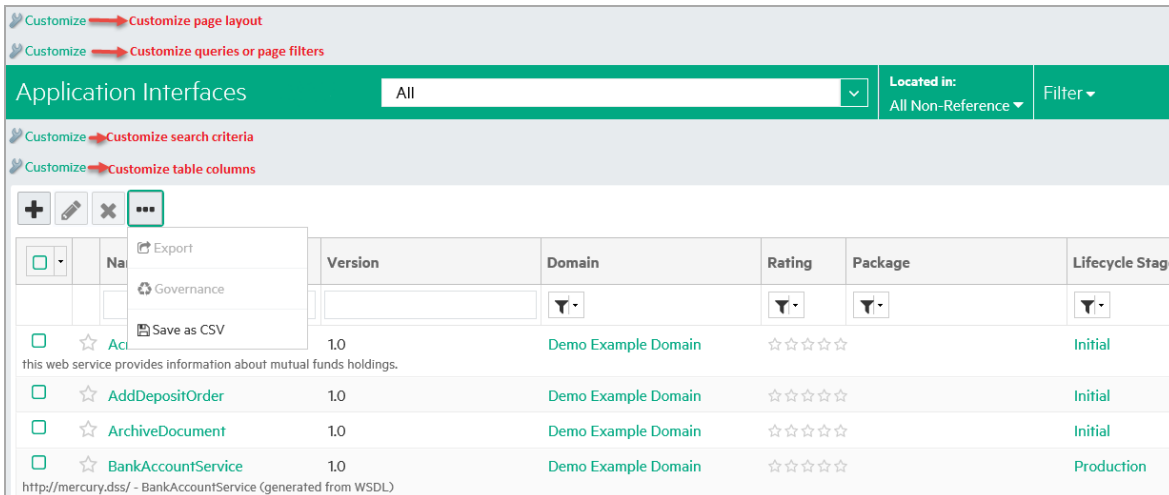 Customize Customize page layout
Customize Customize queries or page filters
Application Interfaces All Located in: All Non-Reference Filter
Customize Customize search criteria
Customize Customize table columns
Export
Version Domain Rating Package Lifecycle Stag
Governance
Save as CSV
1.0 Demo Example Domain Initial
this web service provides information about mutual funds holdings.
AddDepositOrder 1.0 Demo Example Domain Initial
ArchiveDocument 1.0 Demo Example Domain Initial
BankAccountService 1.0 Demo Example Domain Production
http://mercury.dss/ - BankAccountService (generated from WSDL)